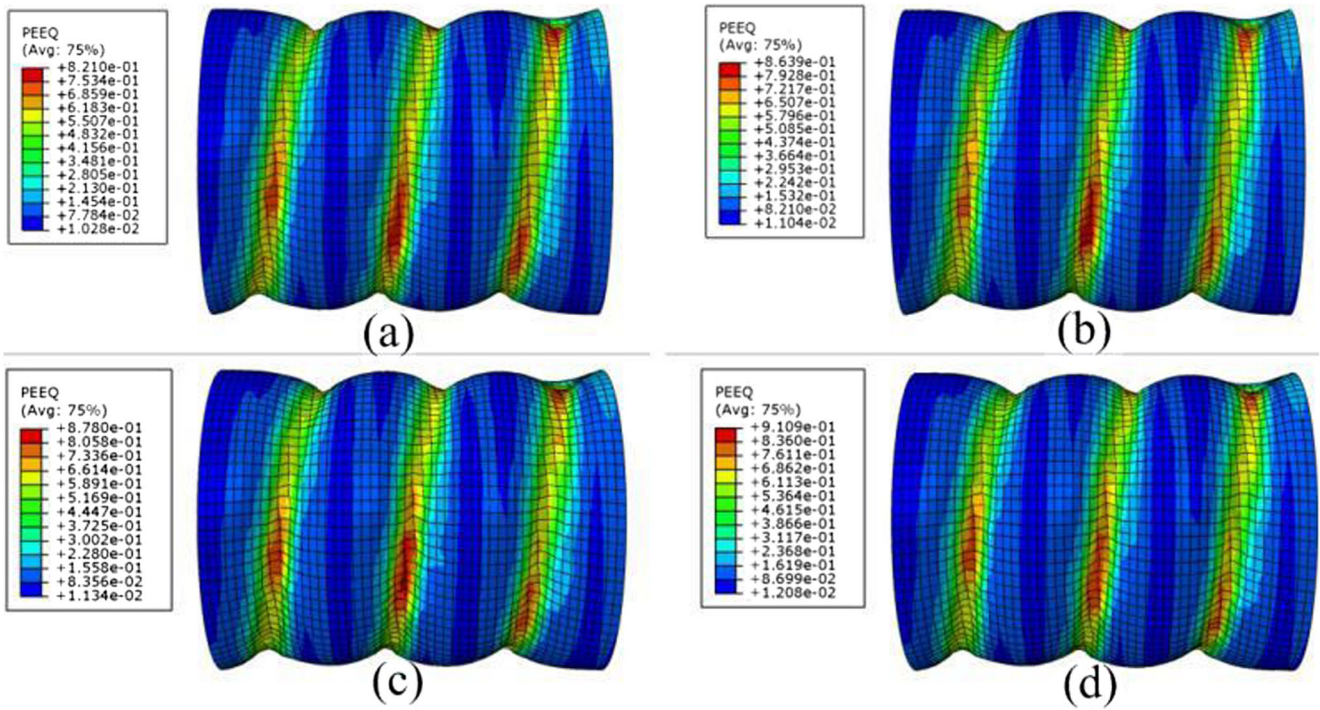 PEEQ
(Avg: 75%)
+8.210e-01
+7.534e-01
+6.859e-01
+6.183e-01
+5.507e-01
+4.832e-01
+4.156e-01
+3.481e-01
+2.805e-01
+2.130e-01
+1.454e-01
+7.784e-02
+1.028e-02
(a)
PEEQ
(Avg: 75%)
+8.639e-01
+7.928e-01
+7.217e-01
+6.507e-01
+5.796e-01
+5.085e-01
+4.374e-01
+3.664e-01
+2.953e-01
+2.242e-01
+1.532e-01
+8.210e-02
+1.104e-02
(b)
PEEQ
(Avg: 75%)
+8.780e-01
+8.058e-01
+7.336e-01
+6.614e-01
+5.891e-01
+5.169e-01
+4.447e-01
+3.725e-01
+3.002e-01
+2.280e-01
+1.558e-01
+8.356e-02
+1.134e-02
(c)
PEEQ
(Avg: 75%)
+9.109e-01
+8.360e-01
+7.611e-01
+6.862e-01
+6.113e-01
+5.364e-01
+4.615e-01
+3.866e-01
+3.117e-01
+2.368e-01
+1.619e-01
+8.699e-02
+1.208e-02
(d)